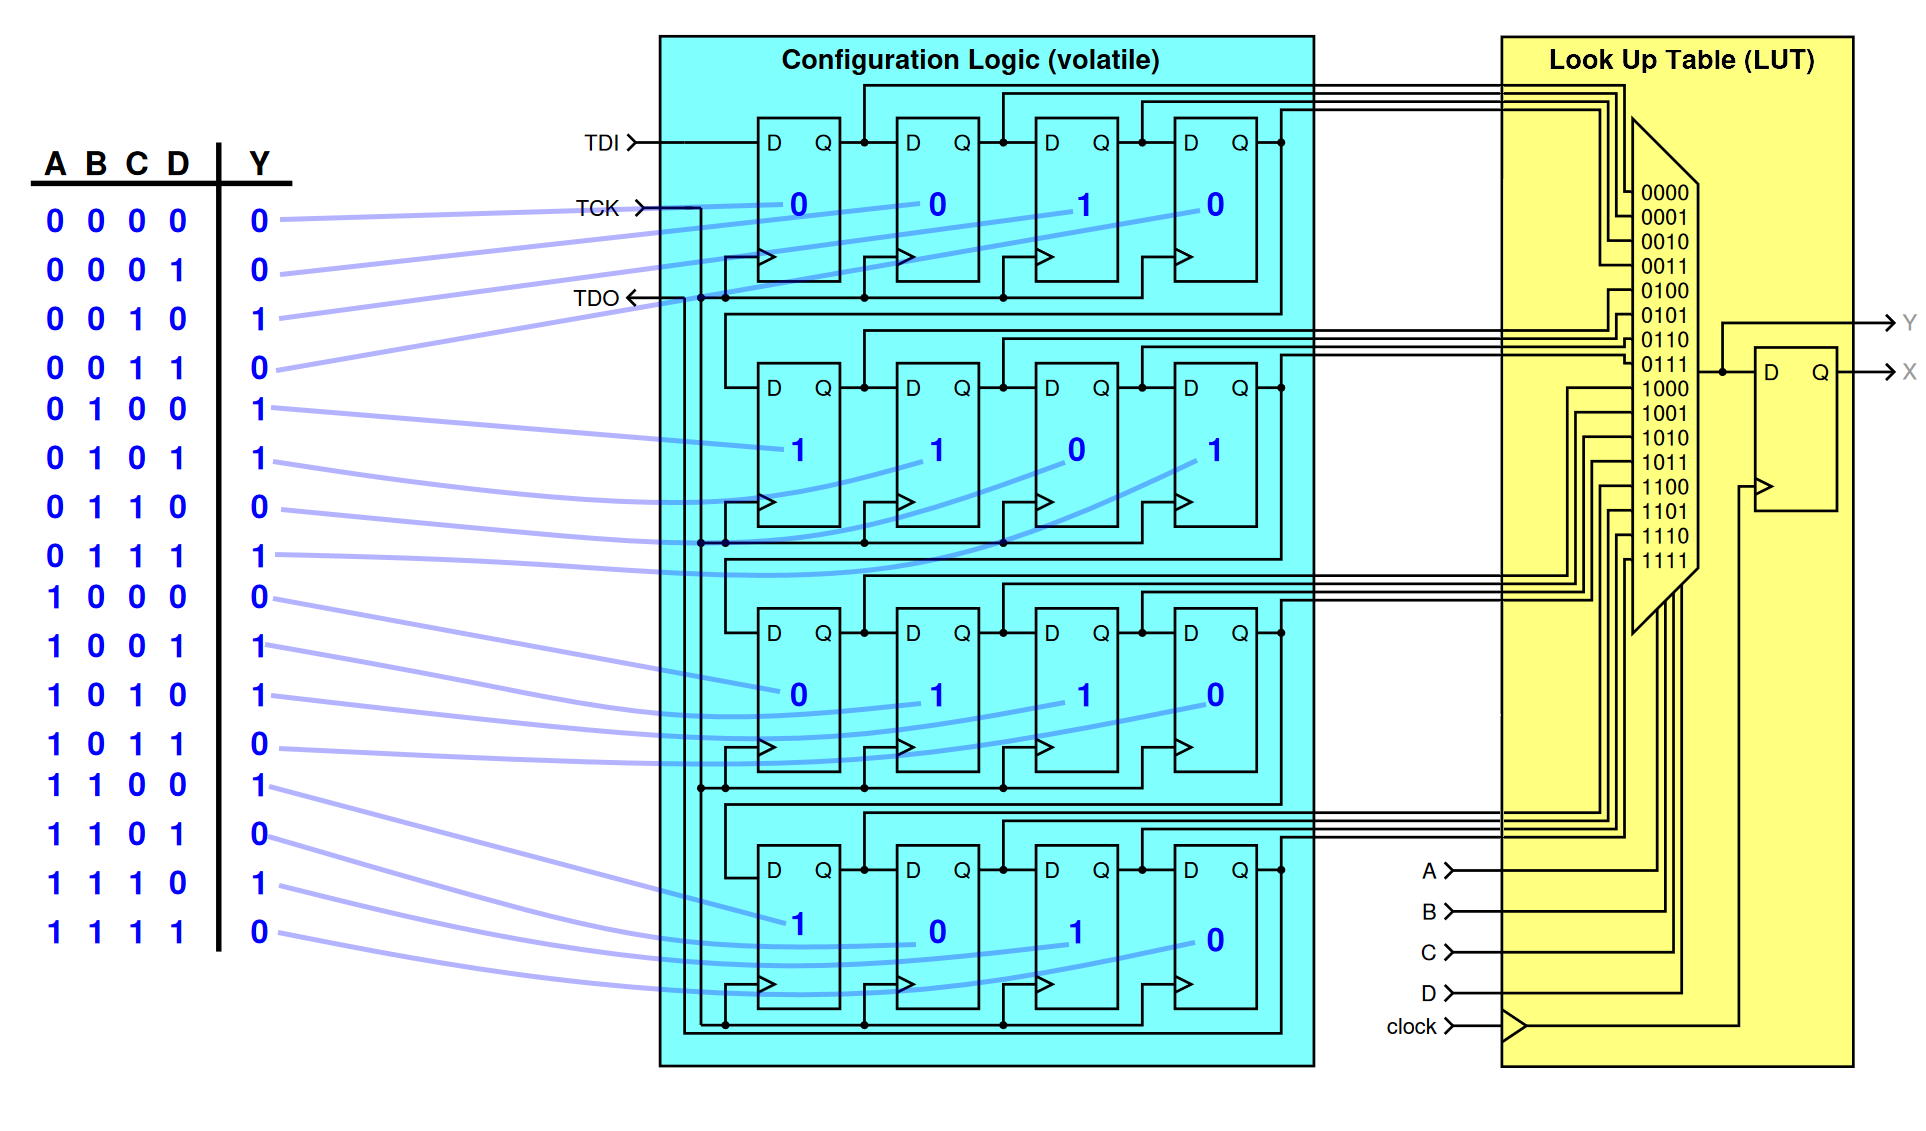 Configuration Logic (volatile)
Look Up Table (LUT)
A B C D Y
0 0 0 0 0
0 0 0 1 0
0 0 1 0 1
0 0 1 1 0
0 1 0 0 1
0 1 0 1 1
0 1 1 0 0
0 1 1 1 1
1 0 0 0 0
1 0 0 1 1
1 0 1 0 1
1 0 1 1 0
1 1 0 0 1
1 1 0 1 0
1 1 1 0 1
1 1 1 1 0
TDI
TCK
TDO
D Q D Q D Q D Q
0 0 1 0
D Q D Q D Q D Q
1 1 0 1
D Q D Q D Q D Q
0 1 1 0
D Q D Q D Q D Q
1 0 1 0
0000
0001
0010
0011
0100
0101
0110
0111
1000
1001
1010
1011
1100
1101
1110
1111
D Q
Y
X
A
B
C
D
clock